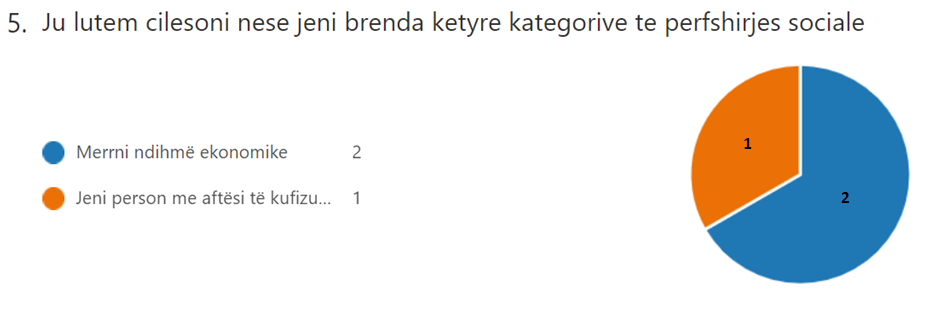 5. Ju lutem cilesoni nese jeni brenda ketyre kategorive te perfshirjes sociale
Merrni ndihmë ekonomike 2
Jeni person me aftësi të kufizu... 1
1
2